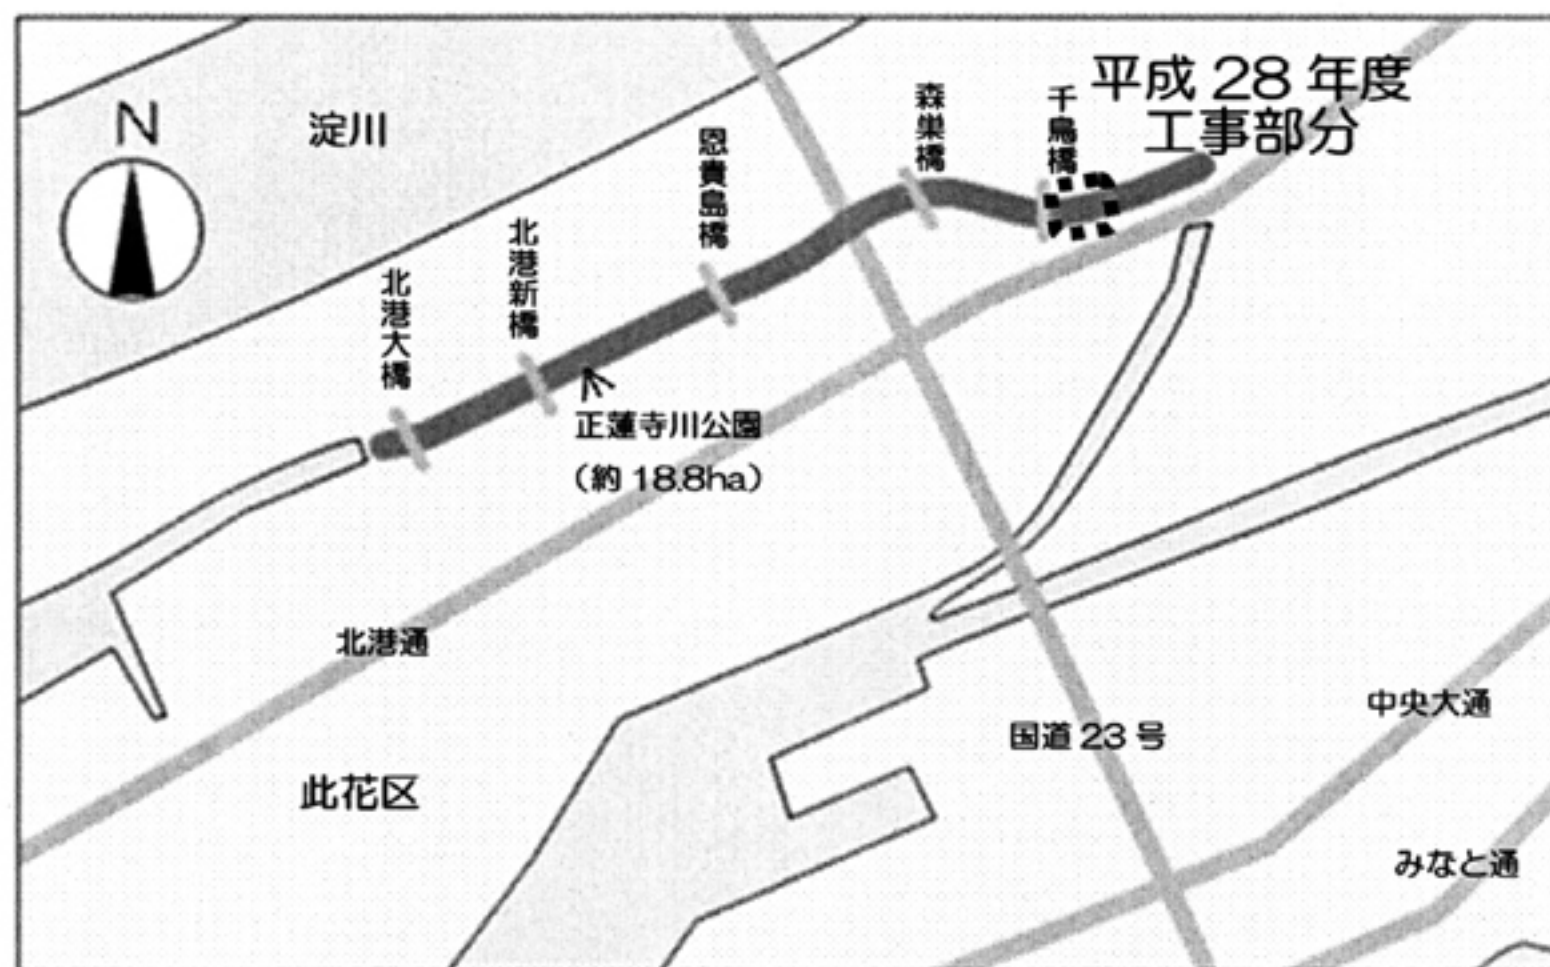 N
淀川
平成 28 年度
工事部分
千鳥橋
森巣橋
恩貴島橋
北港新橋
北港大橋
正蓮寺川公園
（約 18.8ha）
北港通
此花区
国道 23 号
中央大通
みなと通